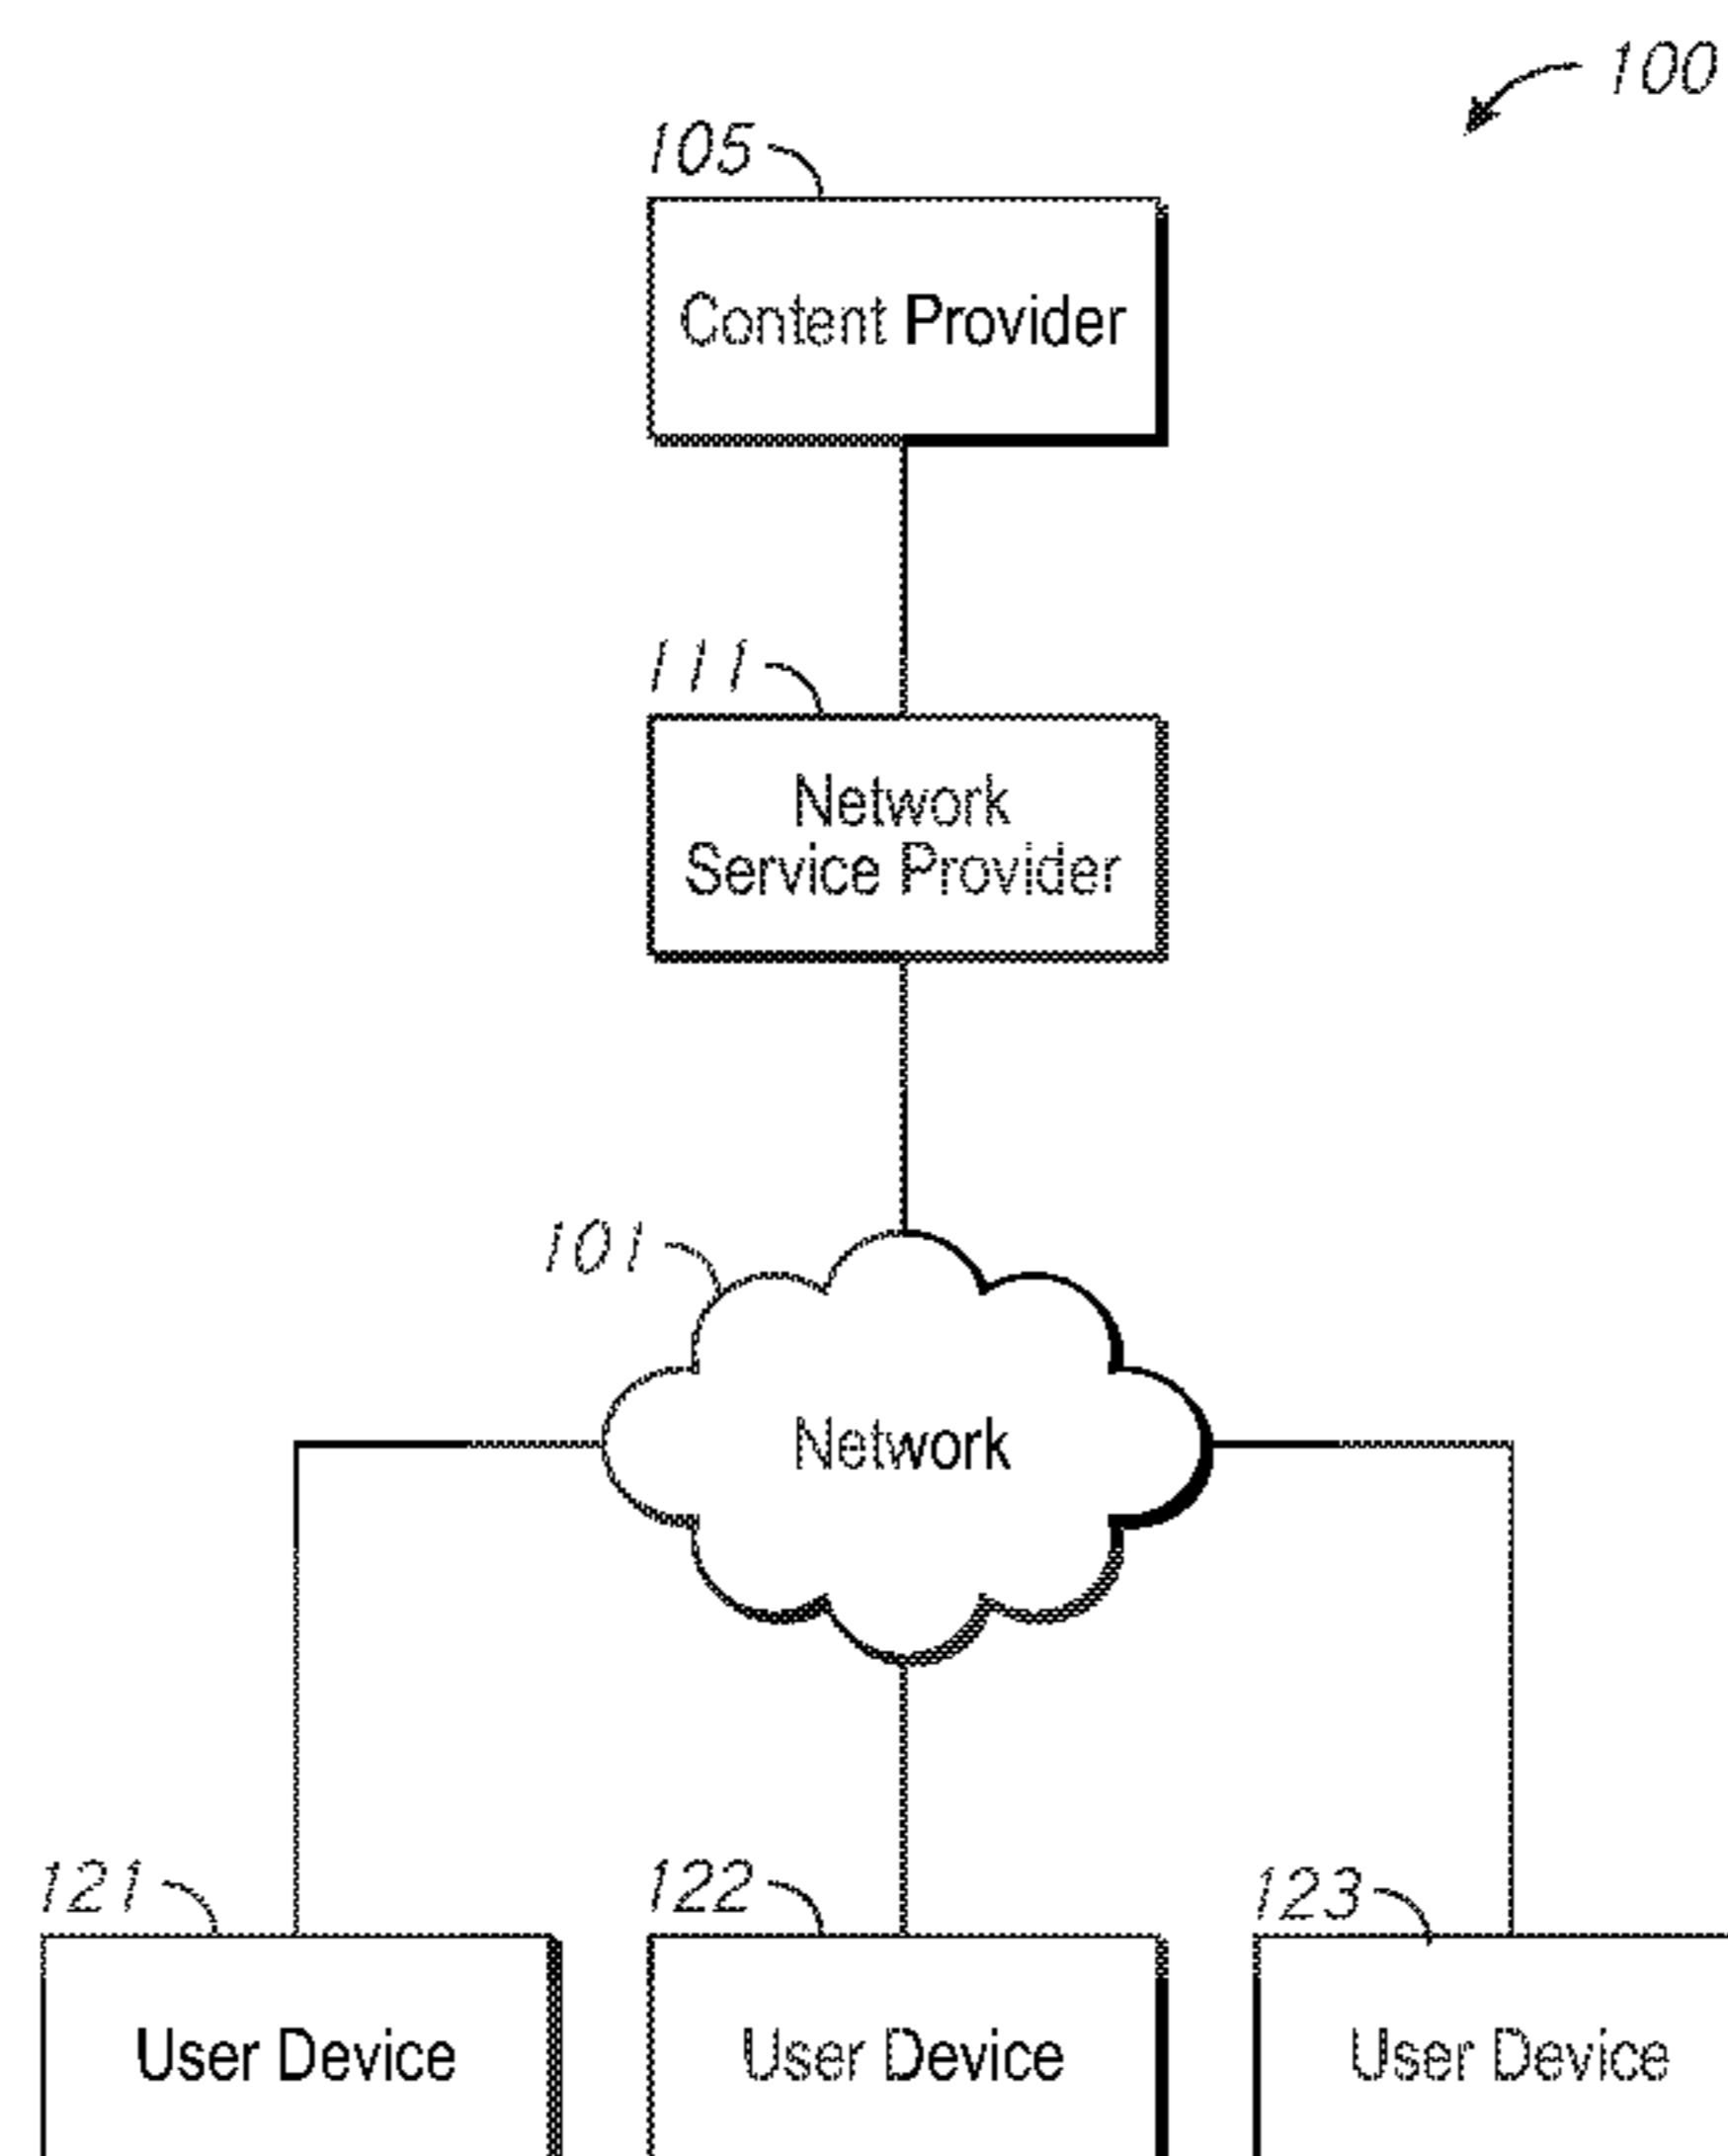 100
105
Content Provider
111
Network
Service Provider
101
Network
121
122
123
User Device
User Device
User Device